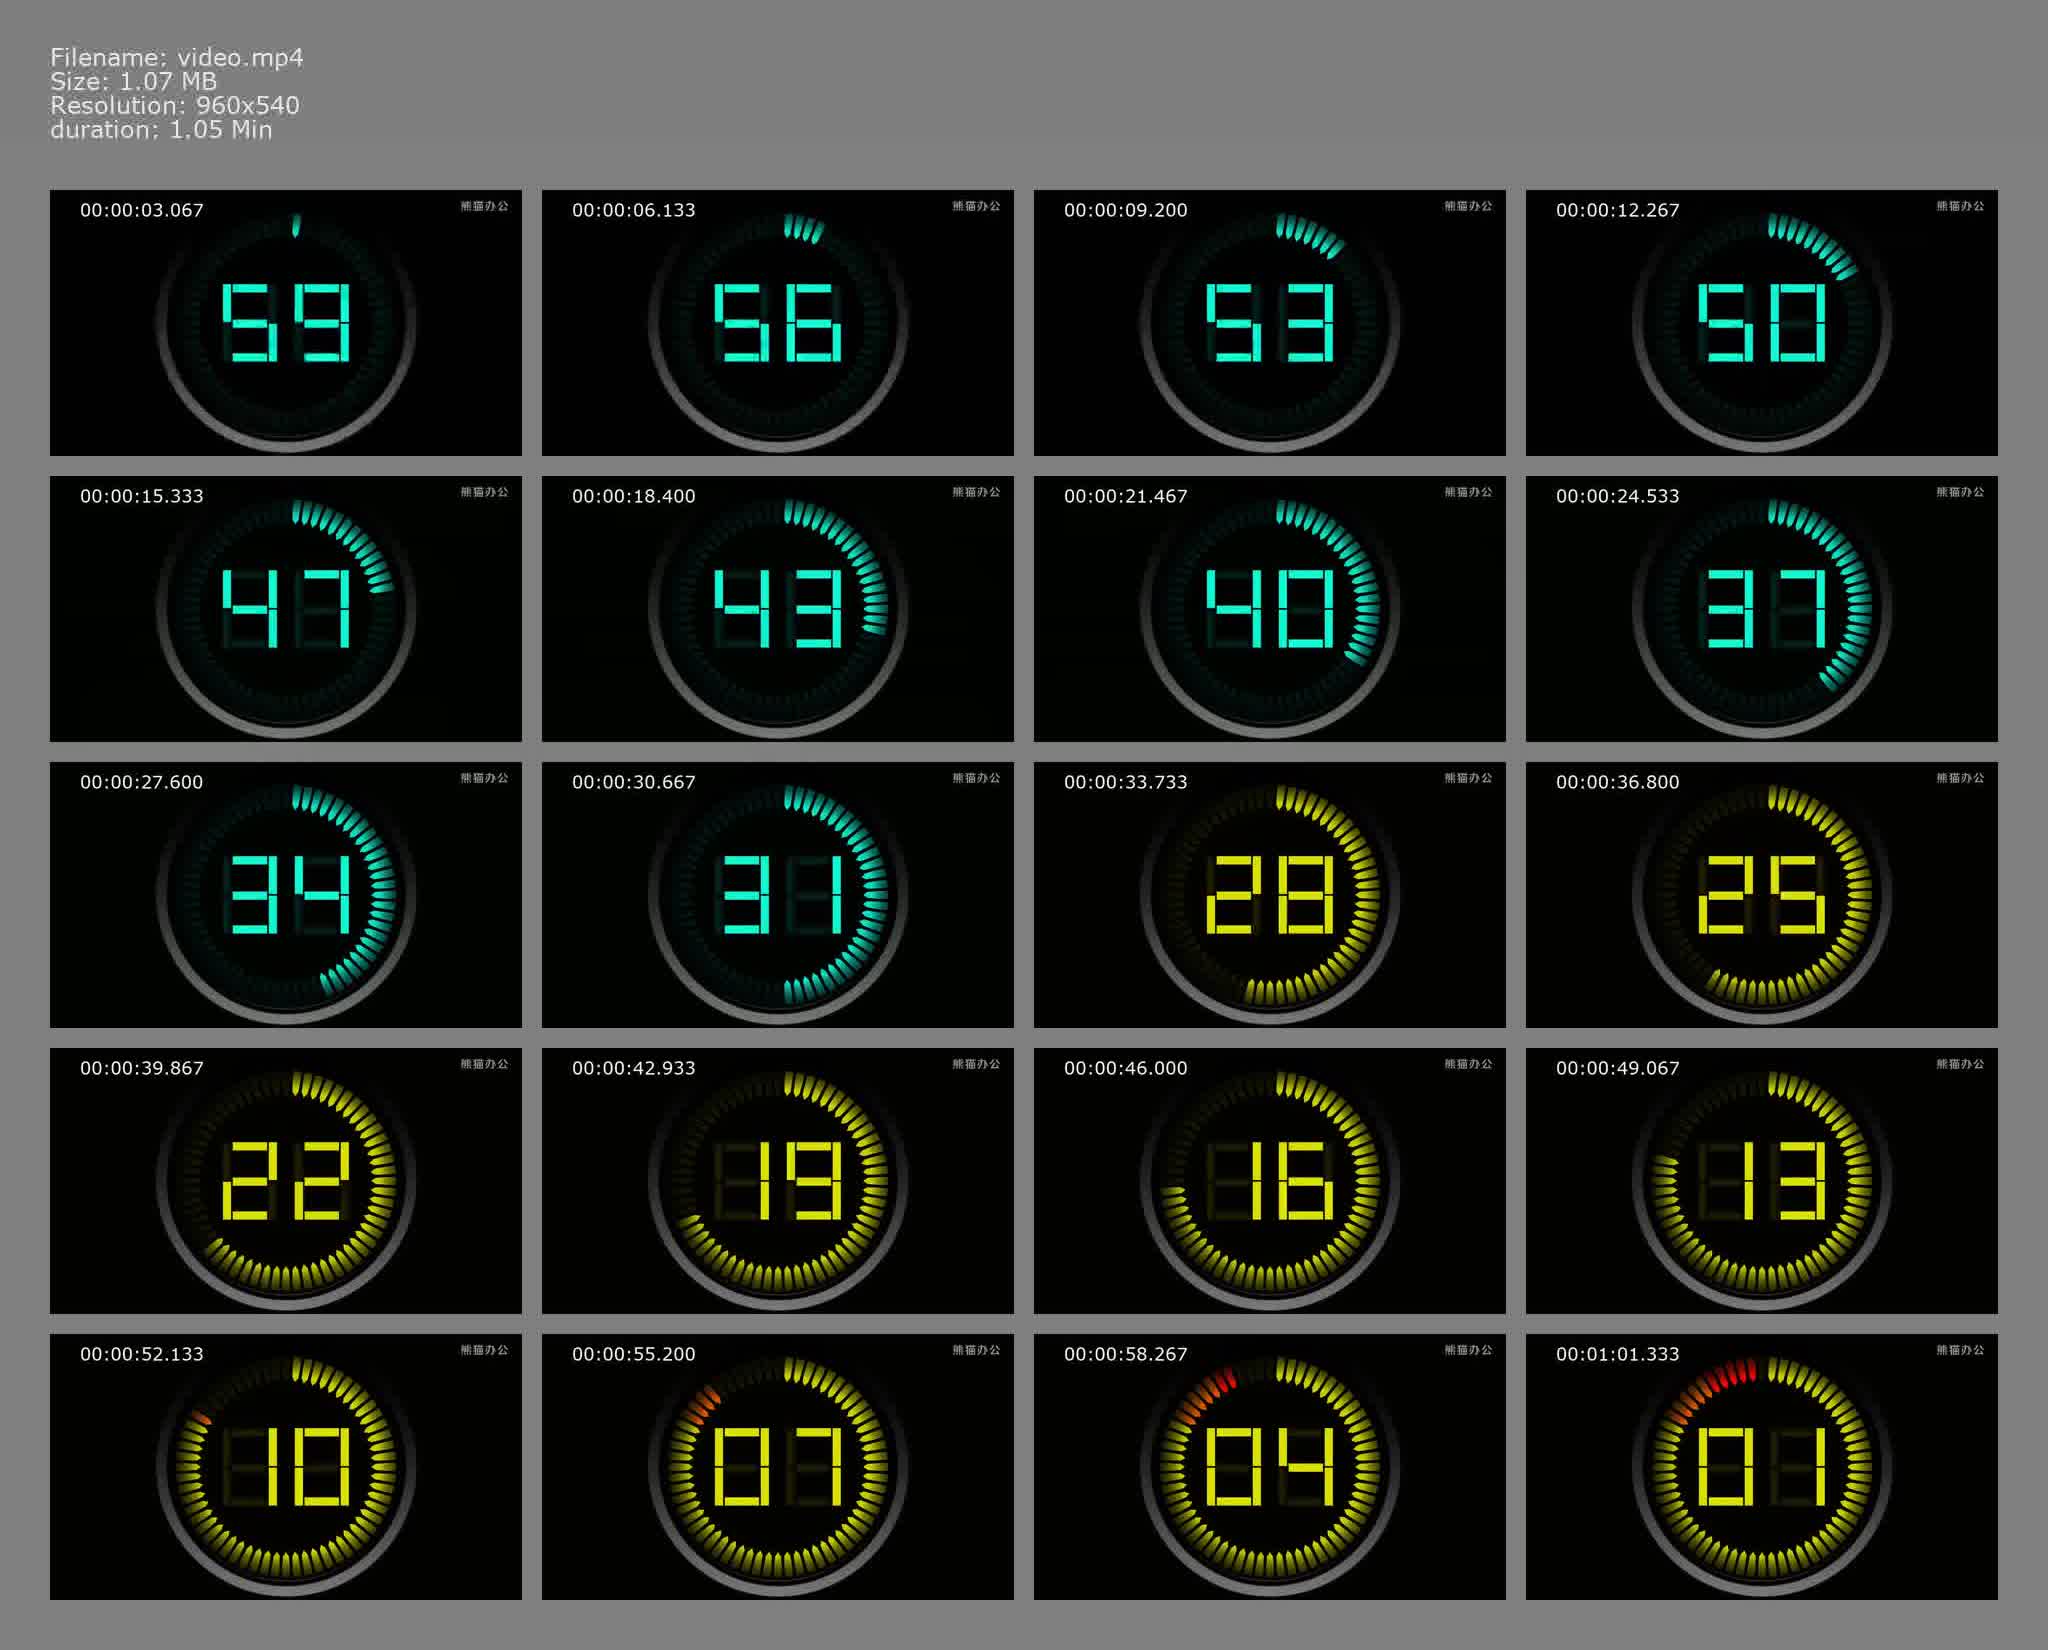 Filename: video.mp4
Size: 1.07 MB
Resolution: 960x540
duration: 1.05 Min
00:00:03.067
熊猫办公
59
00:00:06.133
熊猫办公
56
00:00:09.200
熊猫办公
53
00:00:12.267
熊猫办公
50
00:00:15.333
熊猫办公
47
00:00:18.400
熊猫办公
43
00:00:21.467
熊猫办公
40
00:00:24.533
熊猫办公
37
00:00:27.600
熊猫办公
34
00:00:30.667
熊猫办公
31
00:00:33.733
熊猫办公
28
00:00:36.800
熊猫办公
25
00:00:39.867
熊猫办公
22
00:00:42.933
熊猫办公
19
00:00:46.000
熊猫办公
16
00:00:49.067
熊猫办公
13
00:00:52.133
熊猫办公
10
00:00:55.200
熊猫办公
07
00:00:58.267
熊猫办公
04
00:01:01.333
熊猫办公
01